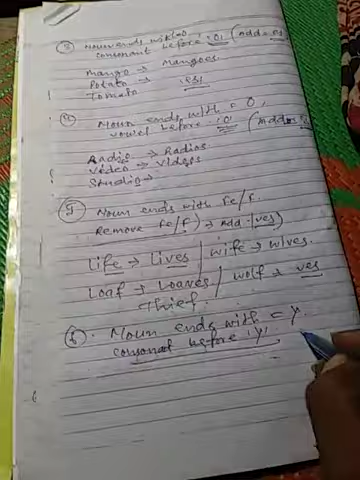 Noun ends with = O
consonant before 'O' (add = es
Mango → Mangoes
Potato → es
Tomato
Noun ends with = O,
vowel before 'O' (add =
Radio → Radios
Video → Videos
Studio →
Noun ends with fe/f.
Remove fe/f) → Add (ves)
Life → Lives / wife → wives.
Loaf → Loaves / wolf → ves
Thief.
6. Noun ends with = y.
consonat before 'y',